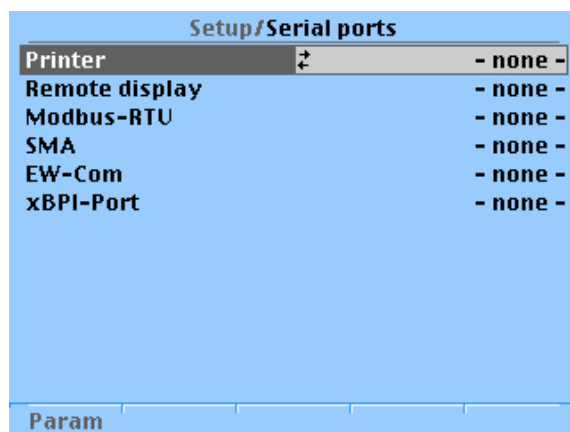 Setup/Serial ports
Printer - none -
Remote display - none -
Modbus-RTU - none -
SMA - none -
EW-Com - none -
xBPI-Port - none -
Param